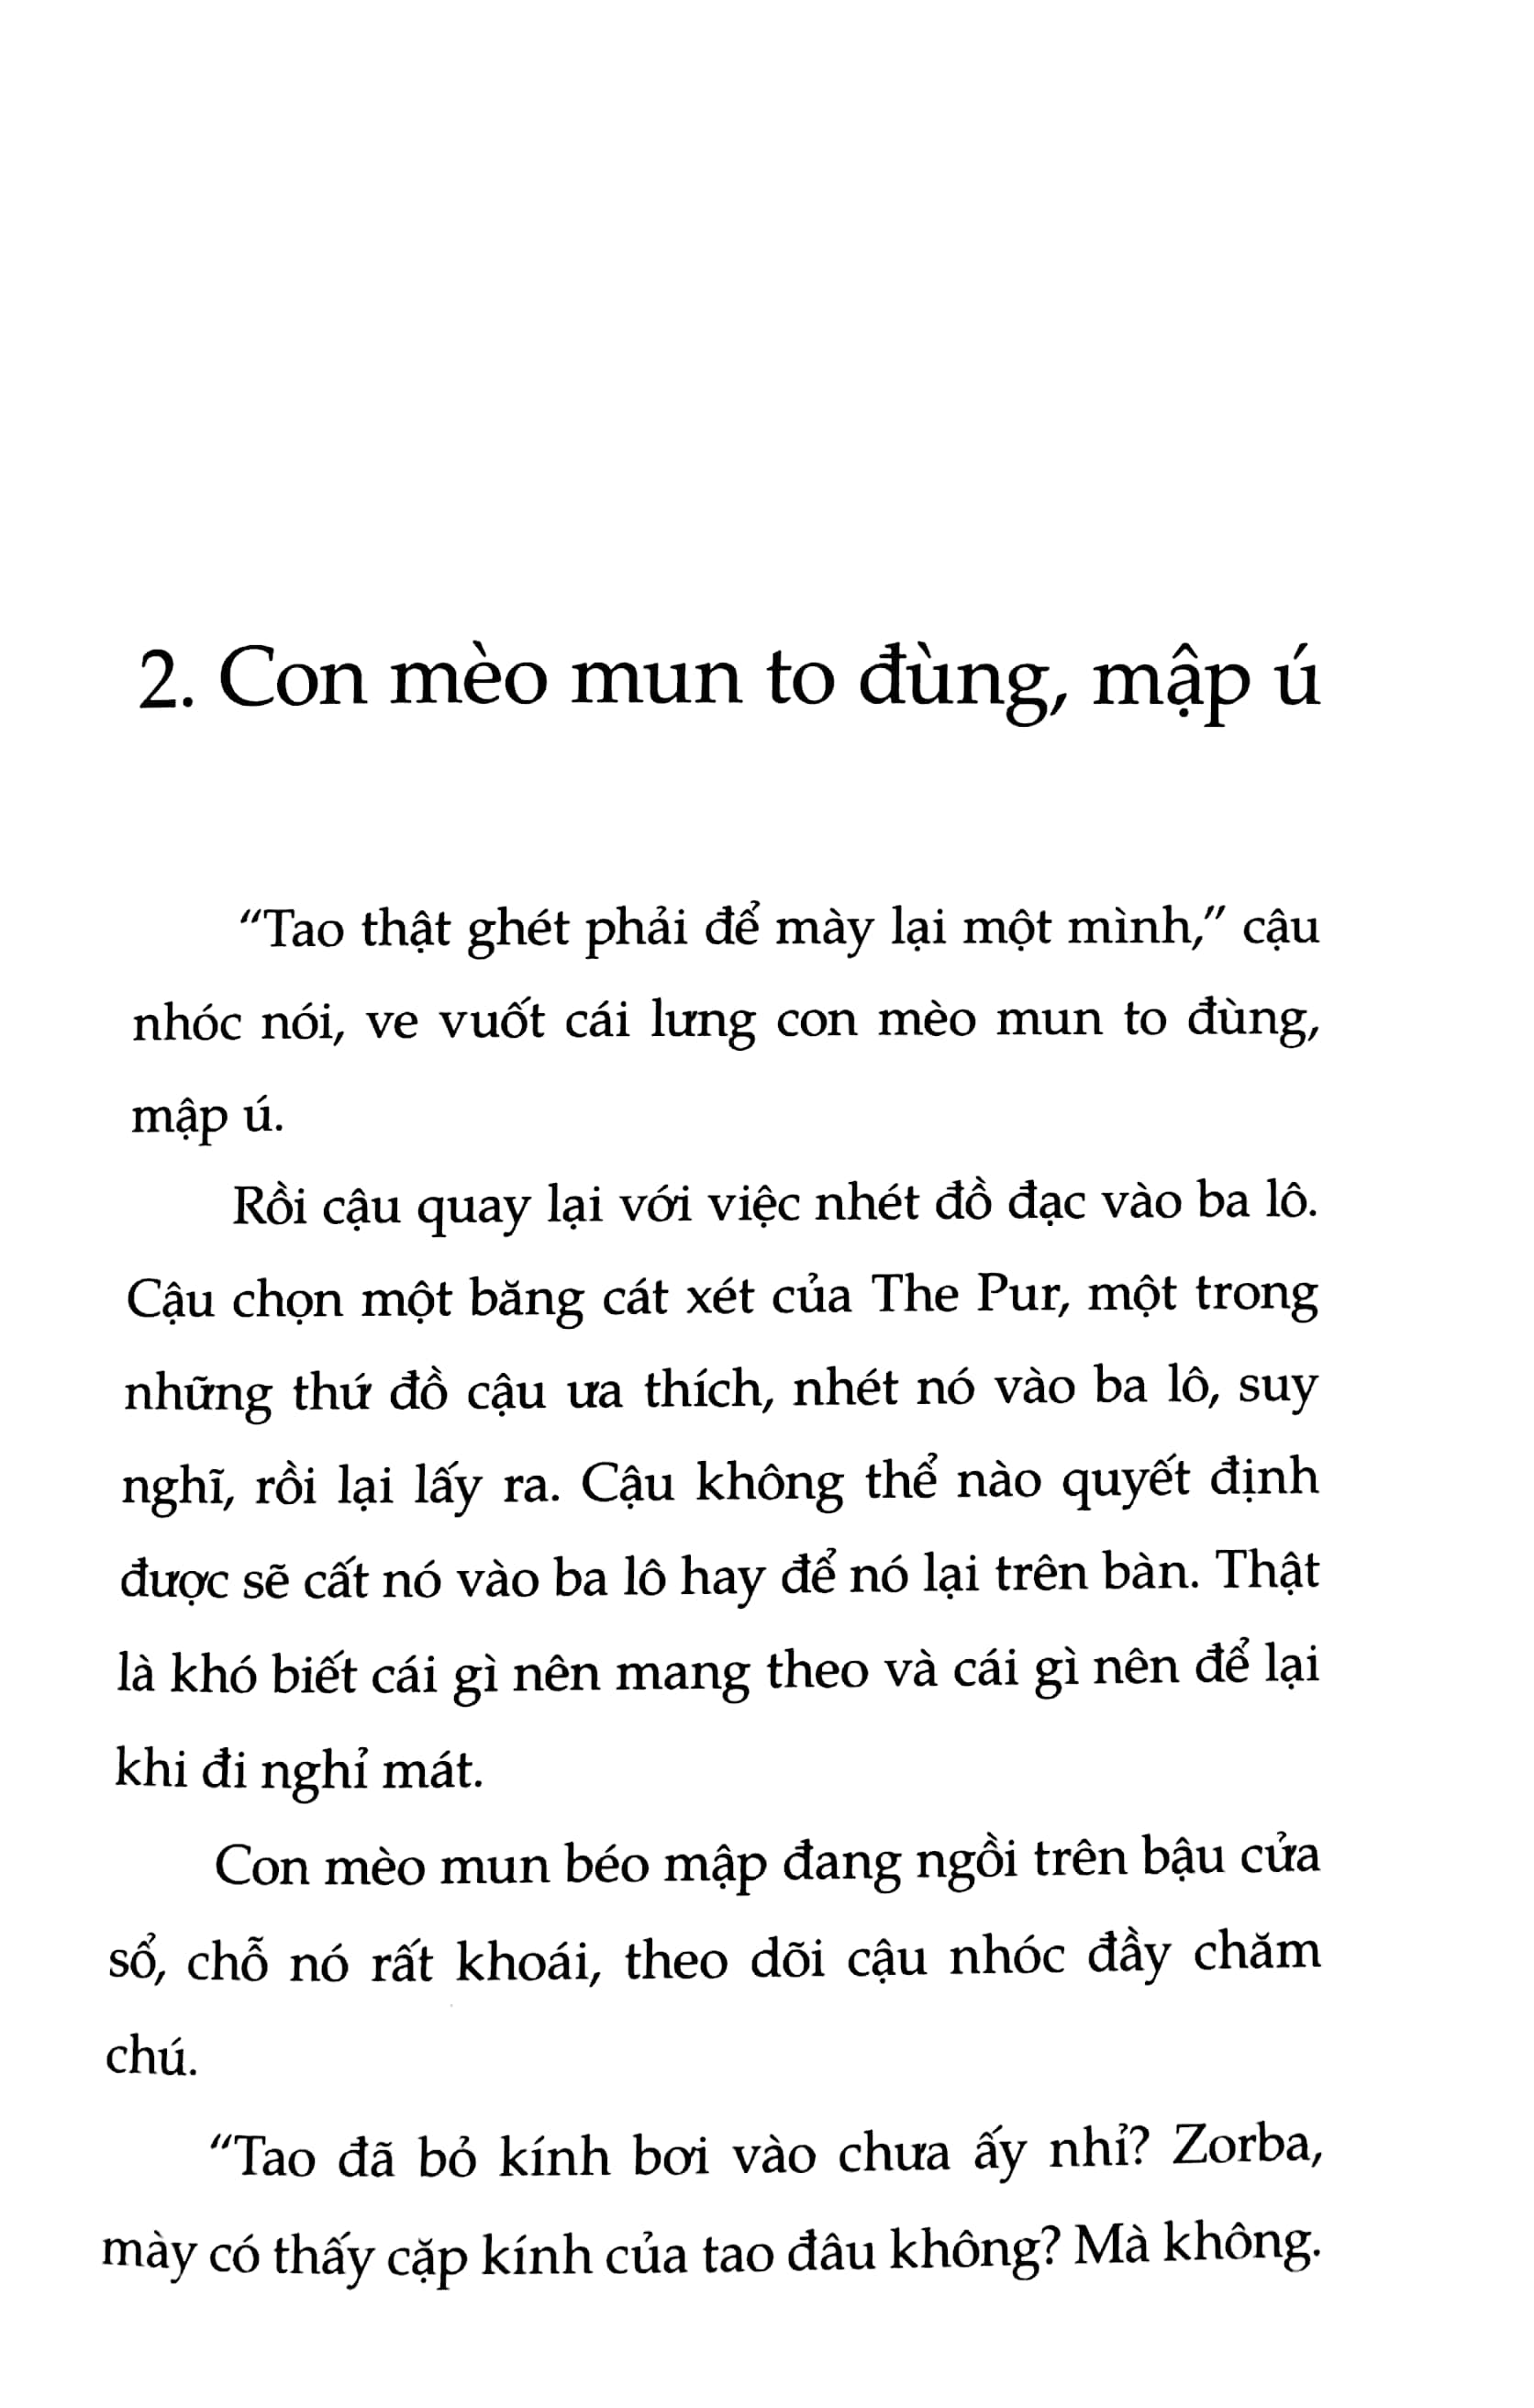 2. Con mèo mun to đùng, mập ú
“Tao thật ghét phải để mày lại một mình,” cậu
nhóc nói, ve vuốt cái lưng con mèo mun to đùng,
mập ú.
Rồi cậu quay lại với việc nhét đồ đạc vào ba lô.
Cậu chọn một băng cát xét của The Pur, một trong
những thứ đồ cậu ưa thích, nhét nó vào ba lô, suy
nghĩ, rồi lại lấy ra. Cậu không thể nào quyết định
được sẽ cất nó vào ba lô hay để nó lại trên bàn. Thật
là khó biết cái gì nên mang theo và cái gì nên để lại
khi đi nghỉ mát.
Con mèo mun béo mập đang ngồi trên bậu cửa
sổ, chỗ nó rất khoái, theo dõi cậu nhóc đầy chăm
chú.
“Tao đã bỏ kính bơi vào chưa ấy nhỉ? Zorba,
mày có thấy cặp kính của tao đâu không? Mà không.